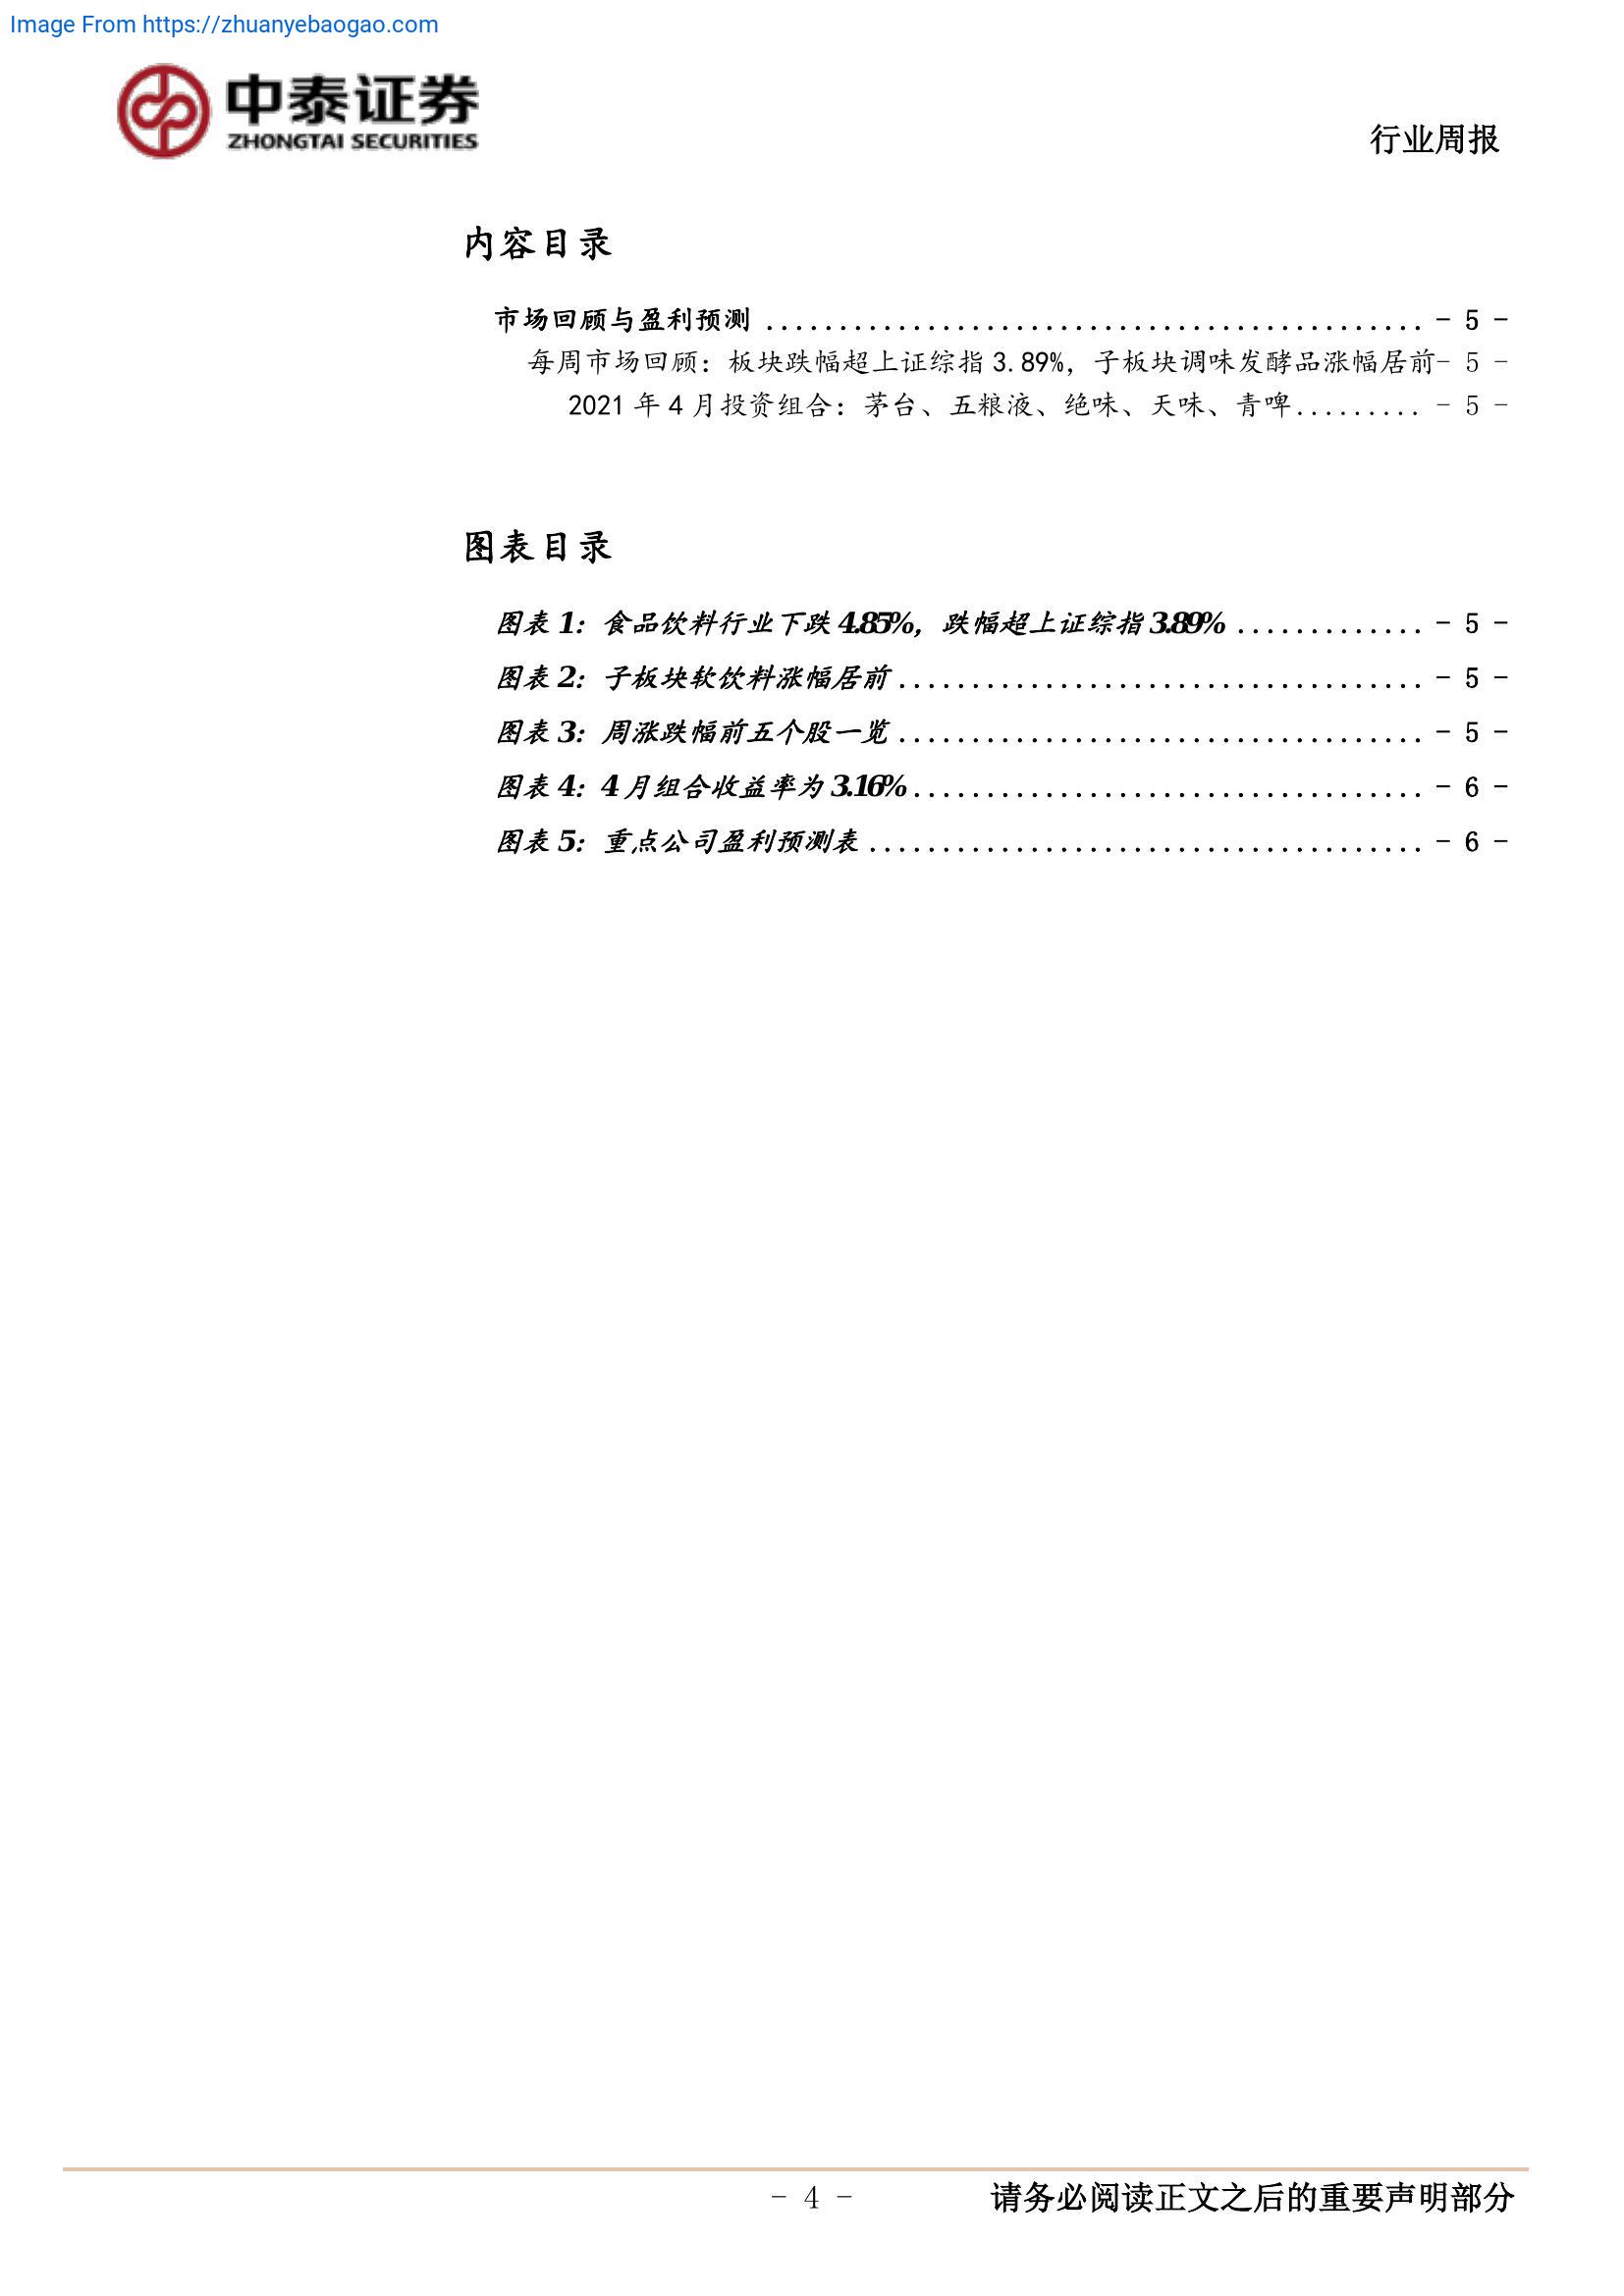 Image From https://zhuanyebaogao.com
中泰证券
ZHONGTAI SECURITIES
行业周报
内容目录
市场回顾与盈利预测 ............................................. - 5 -
每周市场回顾：板块跌幅超上证综指 3.89%，子板块调味发酵品涨幅居前- 5 -
2021 年 4 月投资组合：茅台、五粮液、绝味、天味、青啤......... - 5 -
图表目录
图表 1：食品饮料行业下跌 4.85%，跌幅超上证综指 3.89% ............. - 5 -
图表 2：子板块软饮料涨幅居前.................................... - 5 -
图表 3：周涨跌幅前五个股一览.................................... - 5 -
图表 4：4 月组合收益率为 3.16%................................... - 6 -
图表 5：重点公司盈利预测表...................................... - 6 -
- 4 -
请务必阅读正文之后的重要声明部分